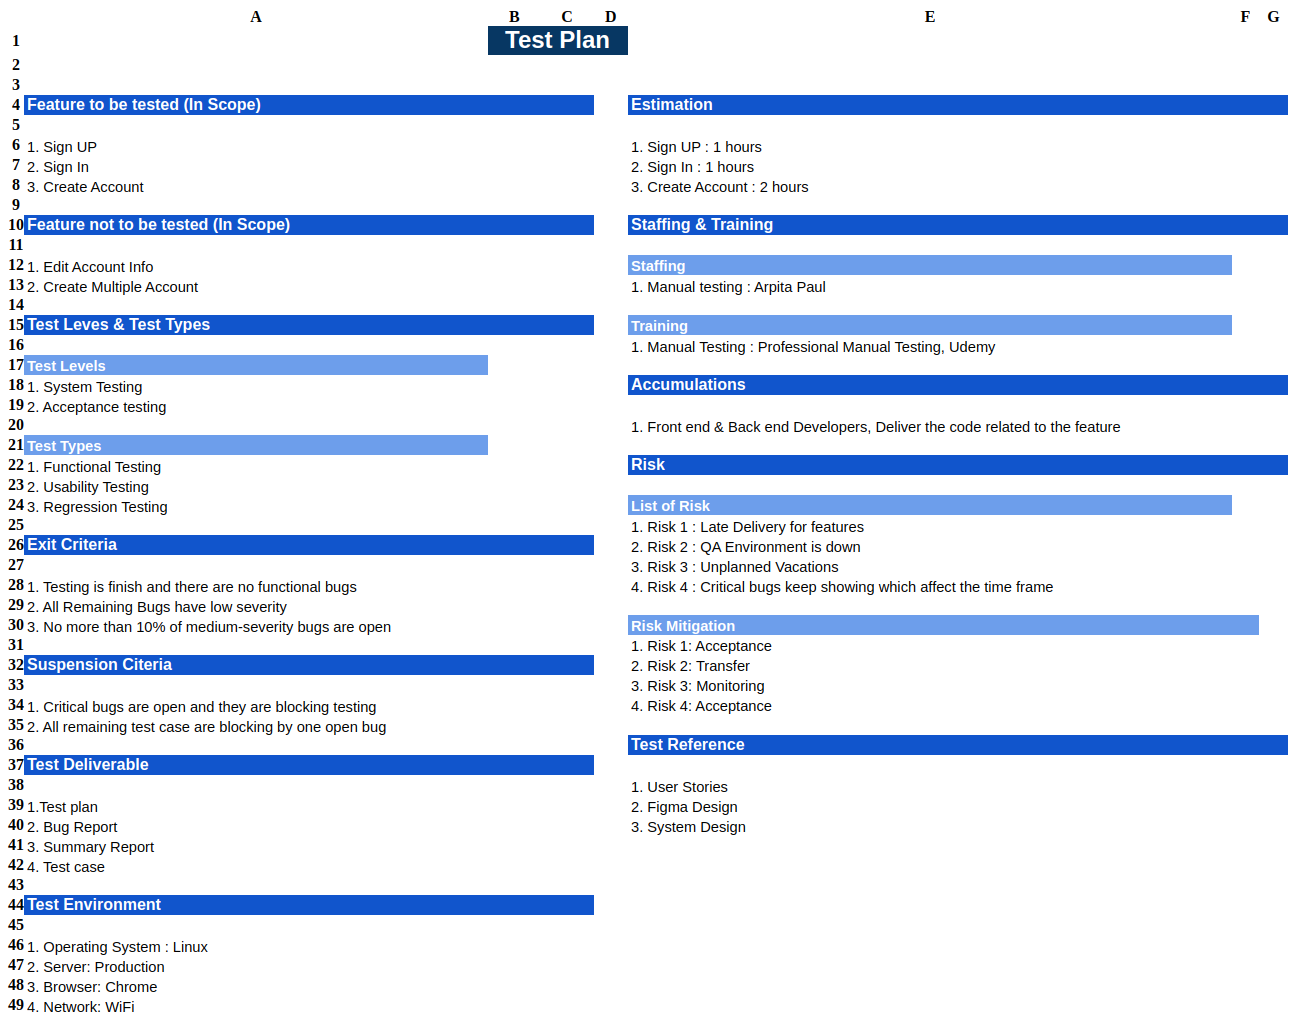 A B C D E F G
1 Test Plan
2
3
4 Feature to be tested (In Scope) Estimation
5
6 1. Sign UP 1. Sign UP : 1 hours
7 2. Sign In 2. Sign In : 1 hours
8 3. Create Account 3. Create Account : 2 hours
9
10 Feature not to be tested (In Scope) Staffing & Training
11
12 1. Edit Account Info Staffing
13 2. Create Multiple Account 1. Manual testing : Arpita Paul
14
15 Test Leves & Test Types Training
16 1. Manual Testing : Professional Manual Testing, Udemy
17 Test Levels
18 1. System Testing Accumulations
19 2. Acceptance testing
20 1. Front end & Back end Developers, Deliver the code related to the feature
21 Test Types
22 1. Functional Testing Risk
23 2. Usability Testing
24 3. Regression Testing List of Risk
25 1. Risk 1 : Late Delivery for features
26 Exit Criteria 2. Risk 2 : QA Environment is down
27 3. Risk 3 : Unplanned Vacations
28 1. Testing is finish and there are no functional bugs 4. Risk 4 : Critical bugs keep showing which affect the time frame
29 2. All Remaining Bugs have low severity
30 3. No more than 10% of medium-severity bugs are open Risk Mitigation
31 1. Risk 1: Acceptance
32 Suspension Citeria 2. Risk 2: Transfer
33 3. Risk 3: Monitoring
34 1. Critical bugs are open and they are blocking testing 4. Risk 4: Acceptance
35 2. All remaining test case are blocking by one open bug
36 Test Reference
37 Test Deliverable
38 1. User Stories
39 1.Test plan 2. Figma Design
40 2. Bug Report 3. System Design
41 3. Summary Report
42 4. Test case
43
44 Test Environment
45
46 1. Operating System : Linux
47 2. Server: Production
48 3. Browser: Chrome
49 4. Network: WiFi